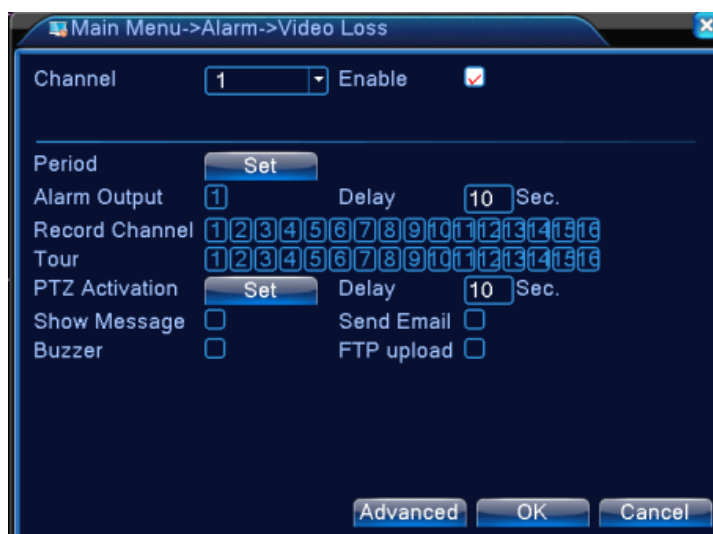 Main Menu->Alarm->Video Loss
Channel 1 Enable
Period Set
Alarm Output 1 Delay 10 Sec.
Record Channel 1 2 3 4 5 6 7 8 9 10 11 12 13 14 15 16
Tour 1 2 3 4 5 6 7 8 9 10 11 12 13 14 15 16
PTZ Activation Set Delay 10 Sec.
Show Message Send Email
Buzzer FTP upload
Advanced OK Cancel